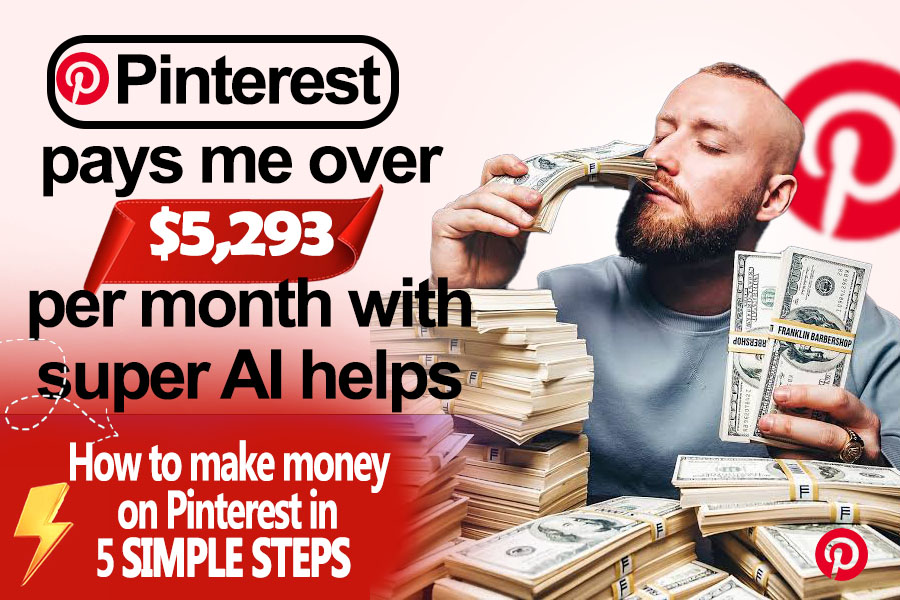 Pinterest
pays me over
$5,293
per month with
super AI helps
How to make money
on Pinterest in
5 SIMPLE STEPS
FRANKLIN BARBERSHOP